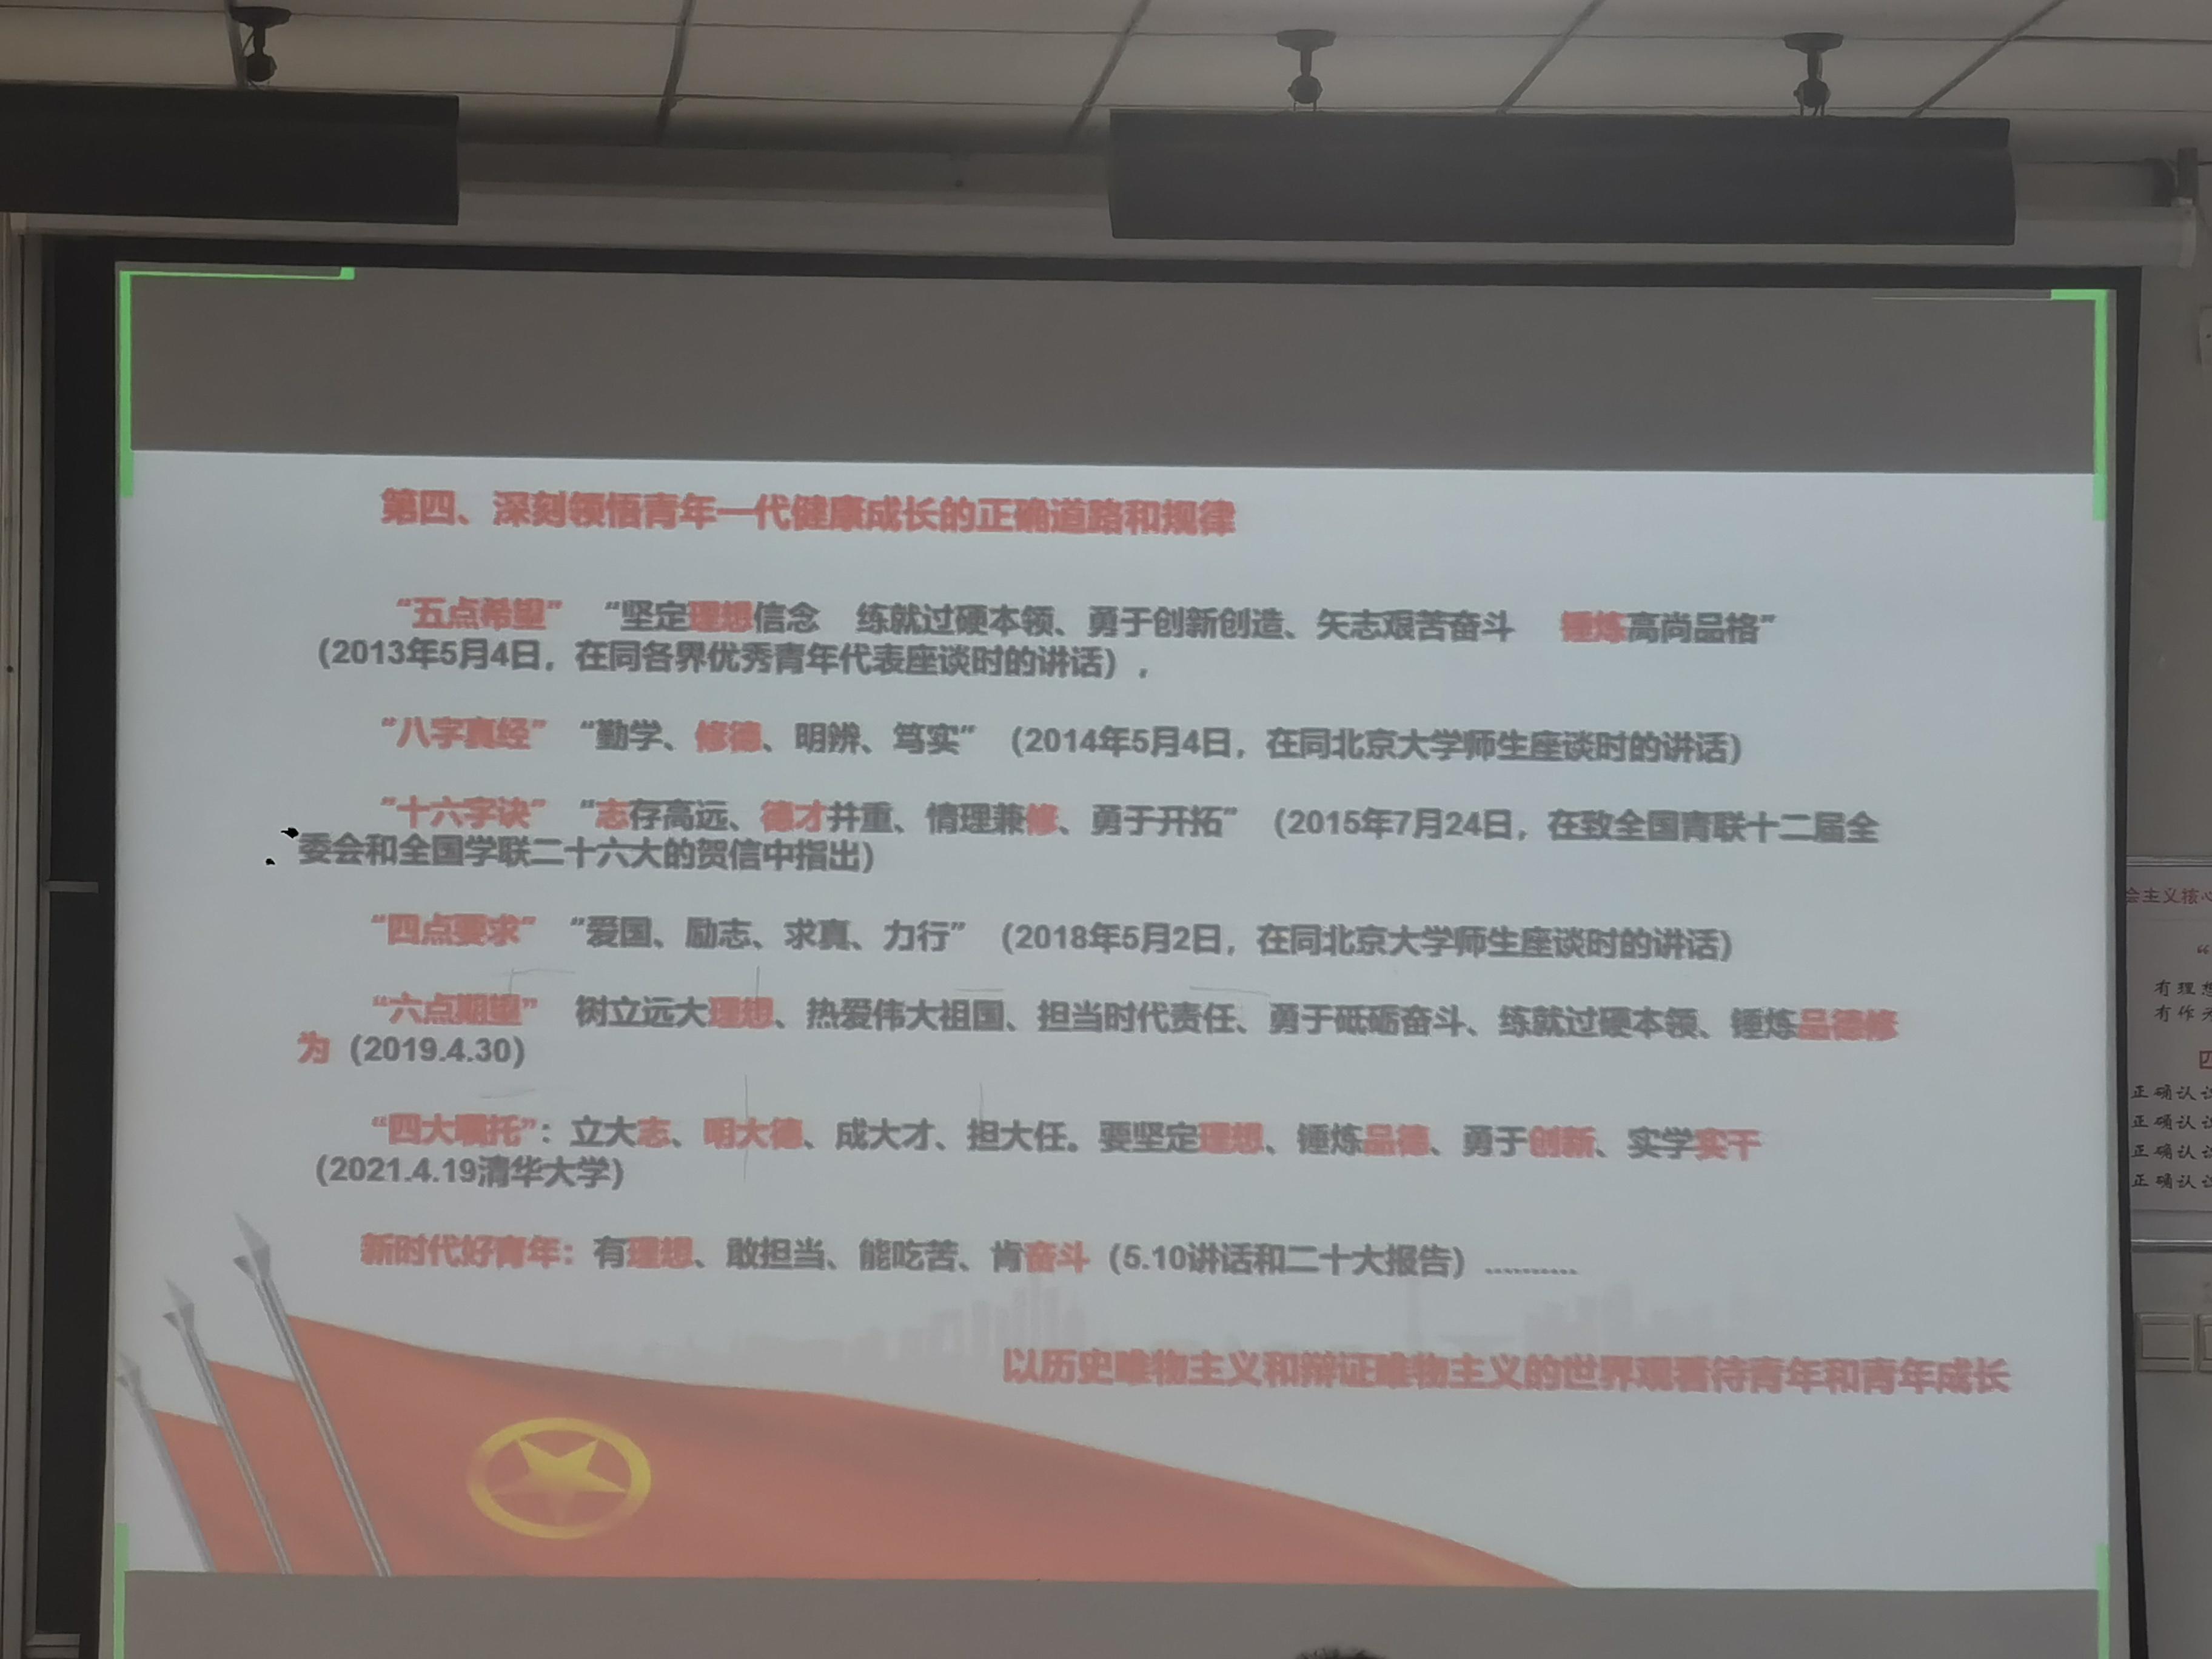 第四、深刻领悟青年一代健康成长的正确道路和规律
“五点希望” “坚定理想信念 练就过硬本领、勇于创新创造、矢志艰苦奋斗 锤炼高尚品格”
(2013年5月4日，在同各界优秀青年代表座谈时的讲话)，
“八字真经” “勤学、修德、明辨、笃实” (2014年5月4日，在同北京大学师生座谈时的讲话)
“十六字诀” “志存高远、德才并重、情理兼修、勇于开拓” (2015年7月24日，在致全国青联十二届全
委会和全国学联二十六大的贺信中指出)
“四点要求” “爱国、励志、求真、力行” (2018年5月2日，在同北京大学师生座谈时的讲话)
“六点期望” 树立远大理想、热爱伟大祖国、担当时代责任、勇于砥砺奋斗、练就过硬本领、锤炼品德修
为 (2019.4.30)
“四大嘱托”：立大志、明大德、成大才、担大任。要坚定理想、锤炼品德、勇于创新、实学实干
(2021.4.19清华大学)
新时代好青年：有理想、敢担当、能吃苦、肯奋斗 (5.10讲话和二十大报告) ..........
以历史唯物主义和辩证唯物主义的世界观看待青年和青年成长
会主义核心
“
有理想
有作
四
正确认
正确认
正确认
正确认